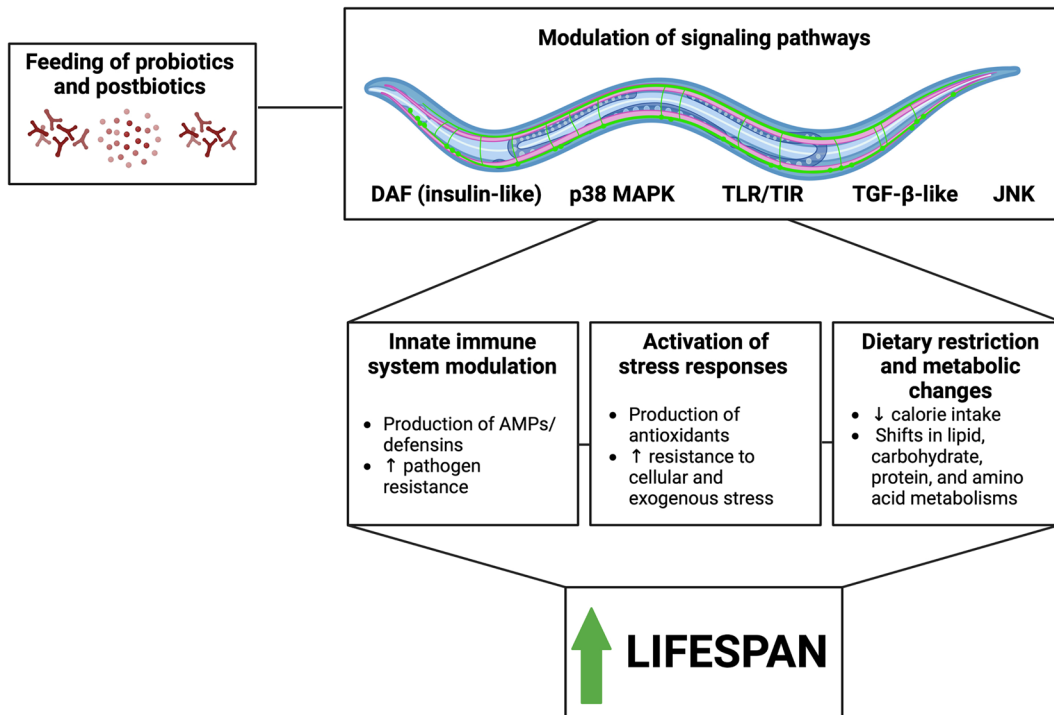 Feeding of probiotics
and postbiotics
Modulation of signaling pathways
DAF (insulin-like) p38 MAPK TLR/TIR TGF-β-like JNK
Innate immune
system modulation
• Production of AMPs/
defensins
• ↑ pathogen
resistance
Activation of
stress responses
• Production of
antioxidants
• ↑ resistance to
cellular and
exogenous stress
Dietary restriction
and metabolic
changes
• ↓ calorie intake
• Shifts in lipid,
carbohydrate,
protein, and amino
acid metabolisms
LIFESPAN